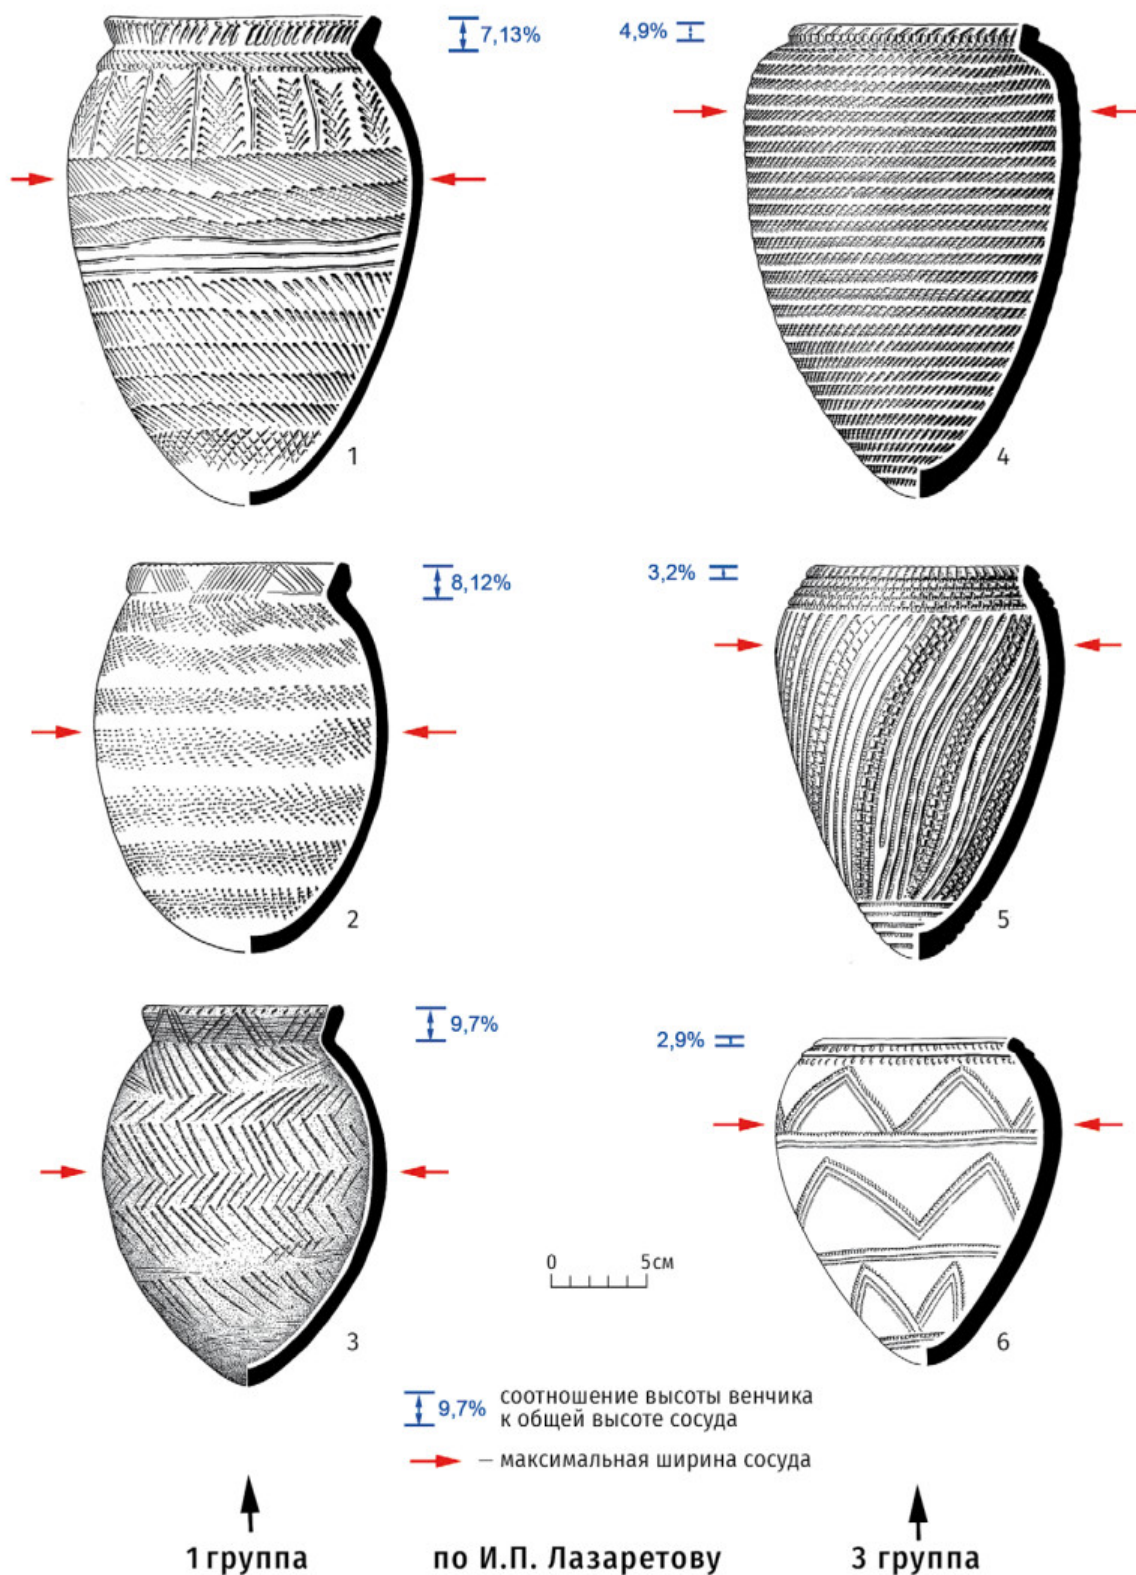 7,13%
4,9%
1
4
8,12%
3,2%
2
5
9,7%
2,9%
0 5см
3
6
9,7% соотношение высоты венчика
к общей высоте сосуда
– максимальная ширина сосуда
1 группа по И.П. Лазаретову 3 группа